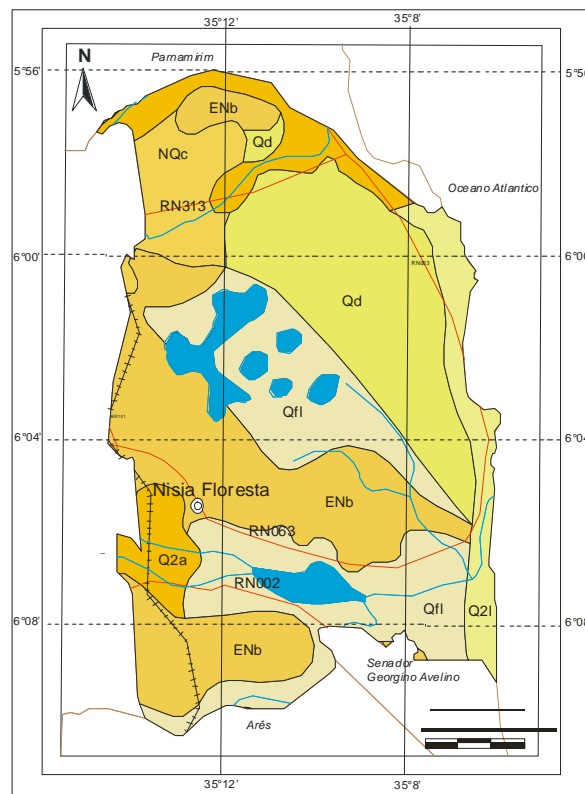 35°12'
35°8'
Parnamirim
N
5°56'
5°56'
ENb
Qd
NQc
Oceano Atlantico
RN313
6°00'
6°00'
RN063
Qd
Qfl
6°04'
6°04'
Nisia Floresta
ENb
RN063
Q2a
RN002
Qfl
Q2l
6°08'
6°08'
ENb
Senador
Georgino Avelino
Arês
35°12'
35°8'